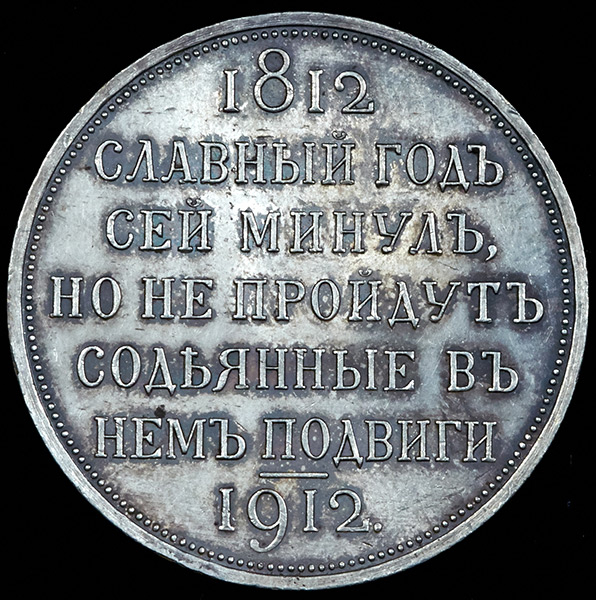 1812
СЛАВНЫЙ ГОДЪ
СЕЙ МИНУЛЪ,
НО НЕ ПРОЙДУТЪ
СОДѢЯННЫЕ ВЪ
НЕМЪ ПОДВИГИ
1912.